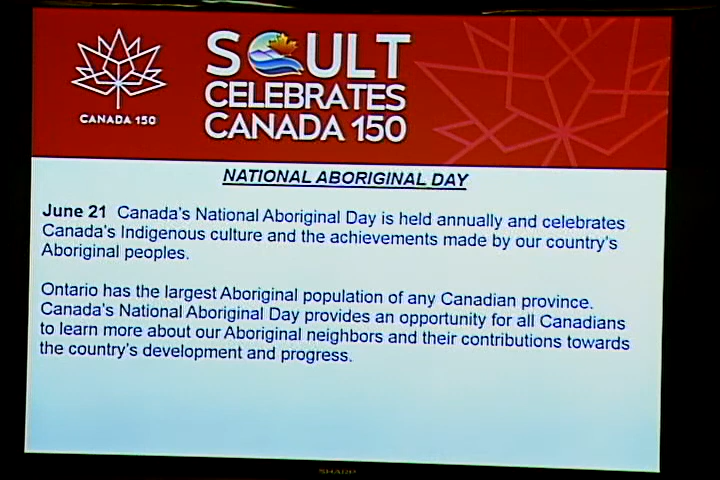 CANADA 150
SAULT
CELEBRATES
CANADA 150
NATIONAL ABORIGINAL DAY
June 21 Canada's National Aboriginal Day is held annually and celebrates
Canada's Indigenous culture and the achievements made by our country's
Aboriginal peoples.
Ontario has the largest Aboriginal population of any Canadian province.
Canada's National Aboriginal Day provides an opportunity for all Canadians
to learn more about our Aboriginal neighbors and their contributions towards
the country's development and progress.
SHARP